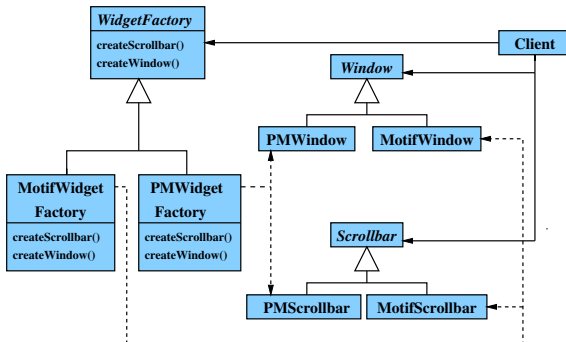 WidgetFactory
createScrollbar()
createWindow()
Client
Window
PMWindow
MotifWindow
MotifWidget
Factory
createScrollbar()
createWindow()
PMWidget
Factory
createScrollbar()
createWindow()
Scrollbar
PMScrollbar
MotifScrollbar